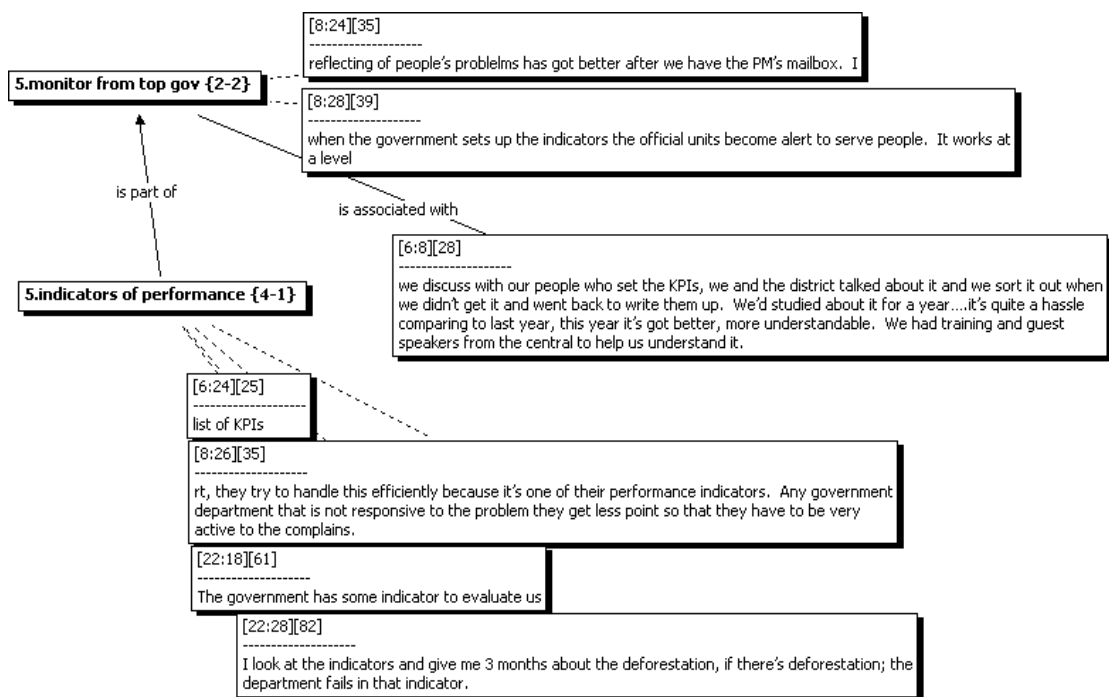 [8:24][35]
--------------------
reflecting of people's problelms has got better after we have the PM's mailbox.  I
5.monitor from top gov {2-2}
[8:28][39]
--------------------
when the government sets up the indicators the official units become alert to serve people.  It works at
a level
is part of
is associated with
[6:8][28]
--------------------
we discuss with our people who set the KPIs, we and the district talked about it and we sort it out when
we didn't get it and went back to write them up.  We'd studied about it for a year....it's quite a hassle
comparing to last year, this year it's got better, more understandable.  We had training and guest
speakers from the central to help us understand it.
5.indicators of performance {4-1}
[6:24][25]
--------------------
list of KPIs
[8:26][35]
--------------------
rt, they try to handle this efficiently because it's one of their performance indicators.  Any government
department that is not responsive to the problem they get less point so that they have to be very
active to the complains.
[22:18][61]
--------------------
The government has some indicator to evaluate us
[22:28][82]
--------------------
I look at the indicators and give me 3 months about the deforestation, if there's deforestation; the
department fails in that indicator.